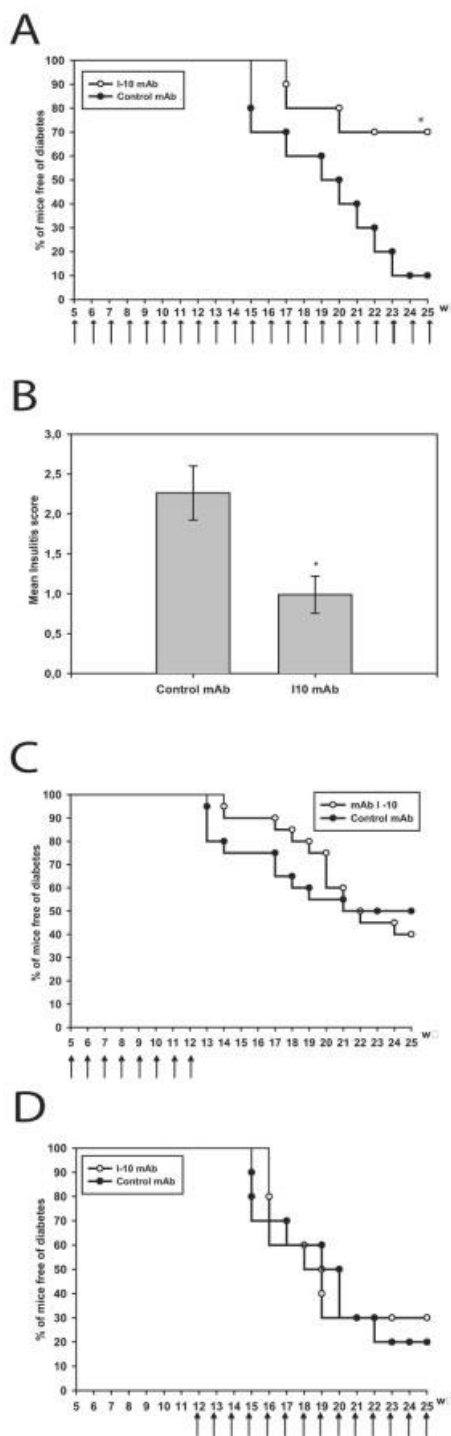 A
100
90
80
70
60
50
40
30
20
10
0
% of mice free of diabetes
I-10 mAb
Control mAb
*
5 6 7 8 9 10 11 12 13 14 15 16 17 18 19 20 21 22 23 24 25 w
B
3,0
2,5
2,0
1,5
1,0
0,5
0,0
Mean Insulitis score
*
Control mAb I10 mAb
C
100
90
80
70
60
50
40
30
20
10
0
% of mice free of diabetes
mAb I -10
Control mAb
5 6 7 8 9 10 11 12 13 14 15 16 17 18 19 20 21 22 23 24 25
w
D
100
90
80
70
60
50
40
30
20
10
0
% of mice free of diabetes
I-10 mAb
Control mAb
5 6 7 8 9 10 11 12 13 14 15 16 17 18 19 20 21 22 23 24 25 w